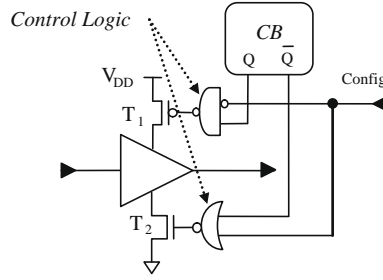 Control Logic
CB
Q Q̅
Config
V_DD
T_1
T_2